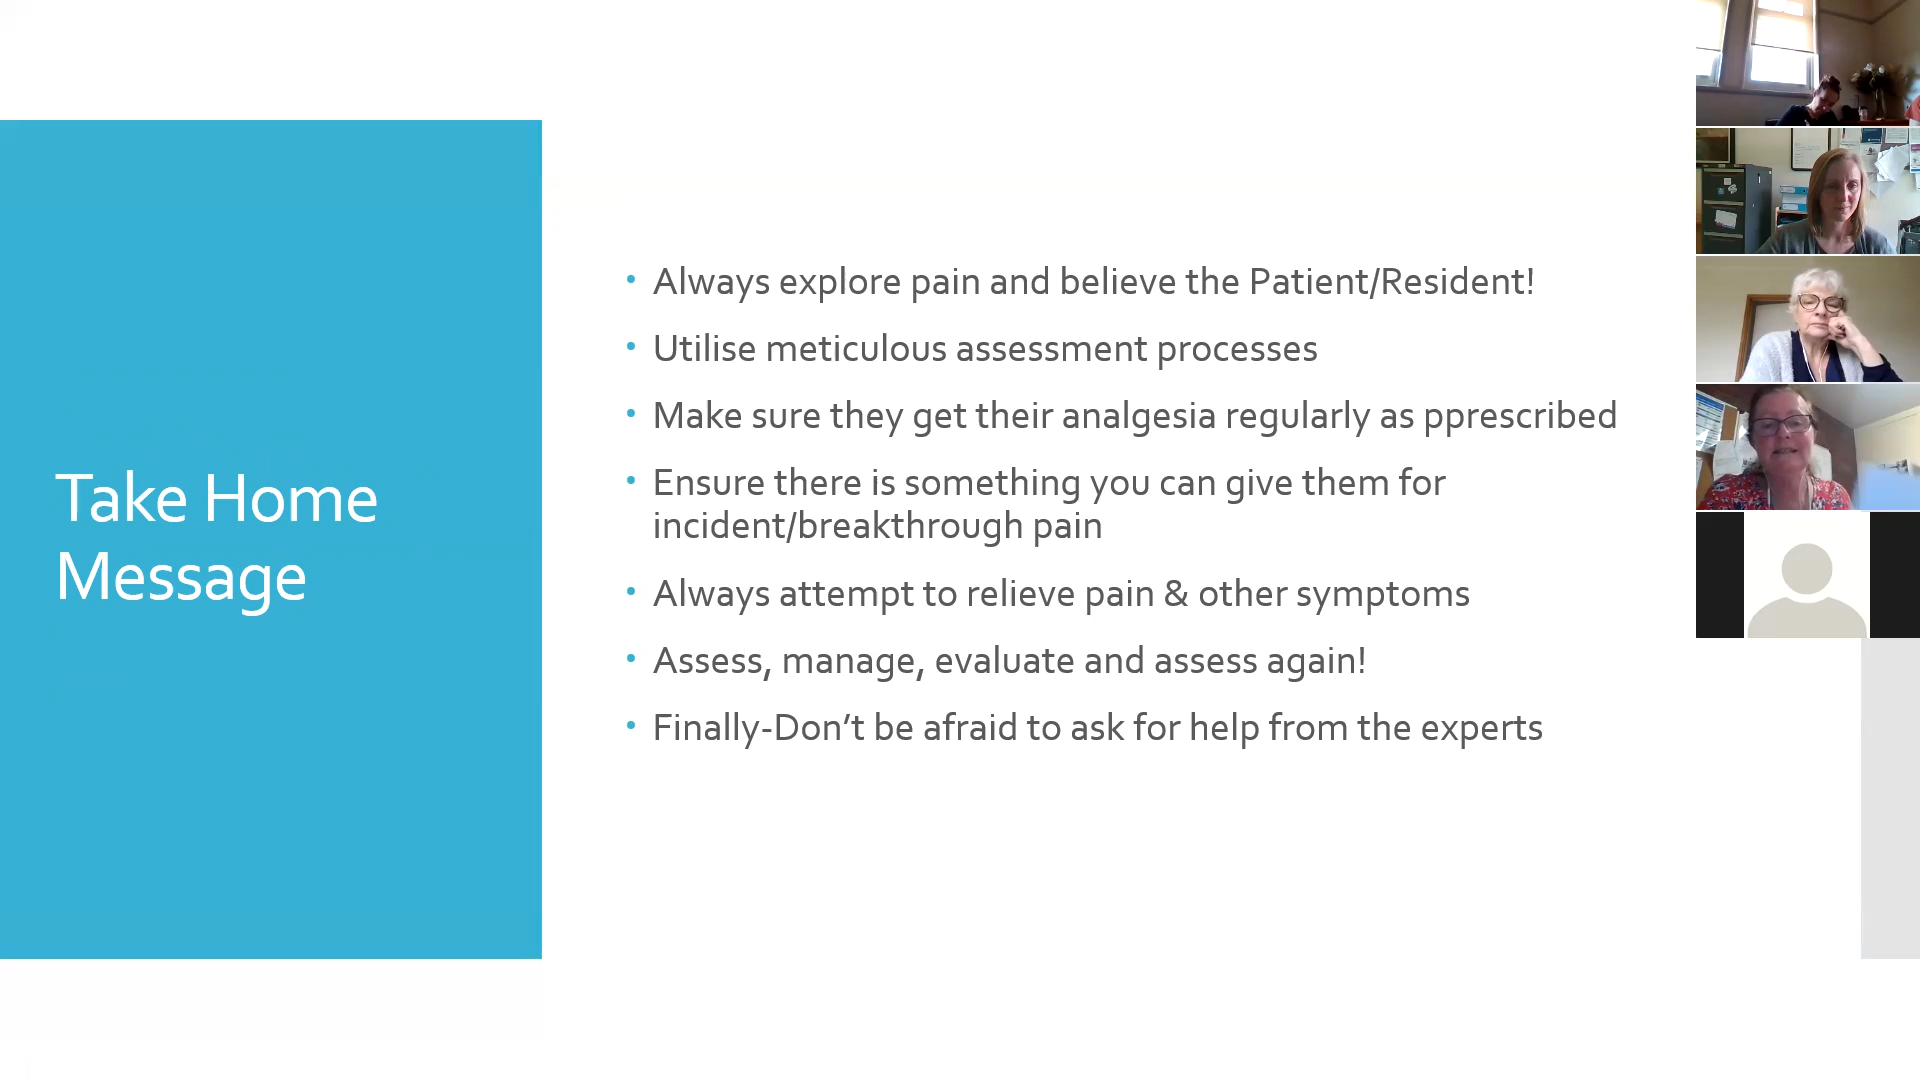 Take Home
Message
• Always explore pain and believe the Patient/Resident!
• Utilise meticulous assessment processes
• Make sure they get their analgesia regularly as pprescribed
• Ensure there is something you can give them for
incident/breakthrough pain
• Always attempt to relieve pain & other symptoms
• Assess, manage, evaluate and assess again!
• Finally-Don’t be afraid to ask for help from the experts